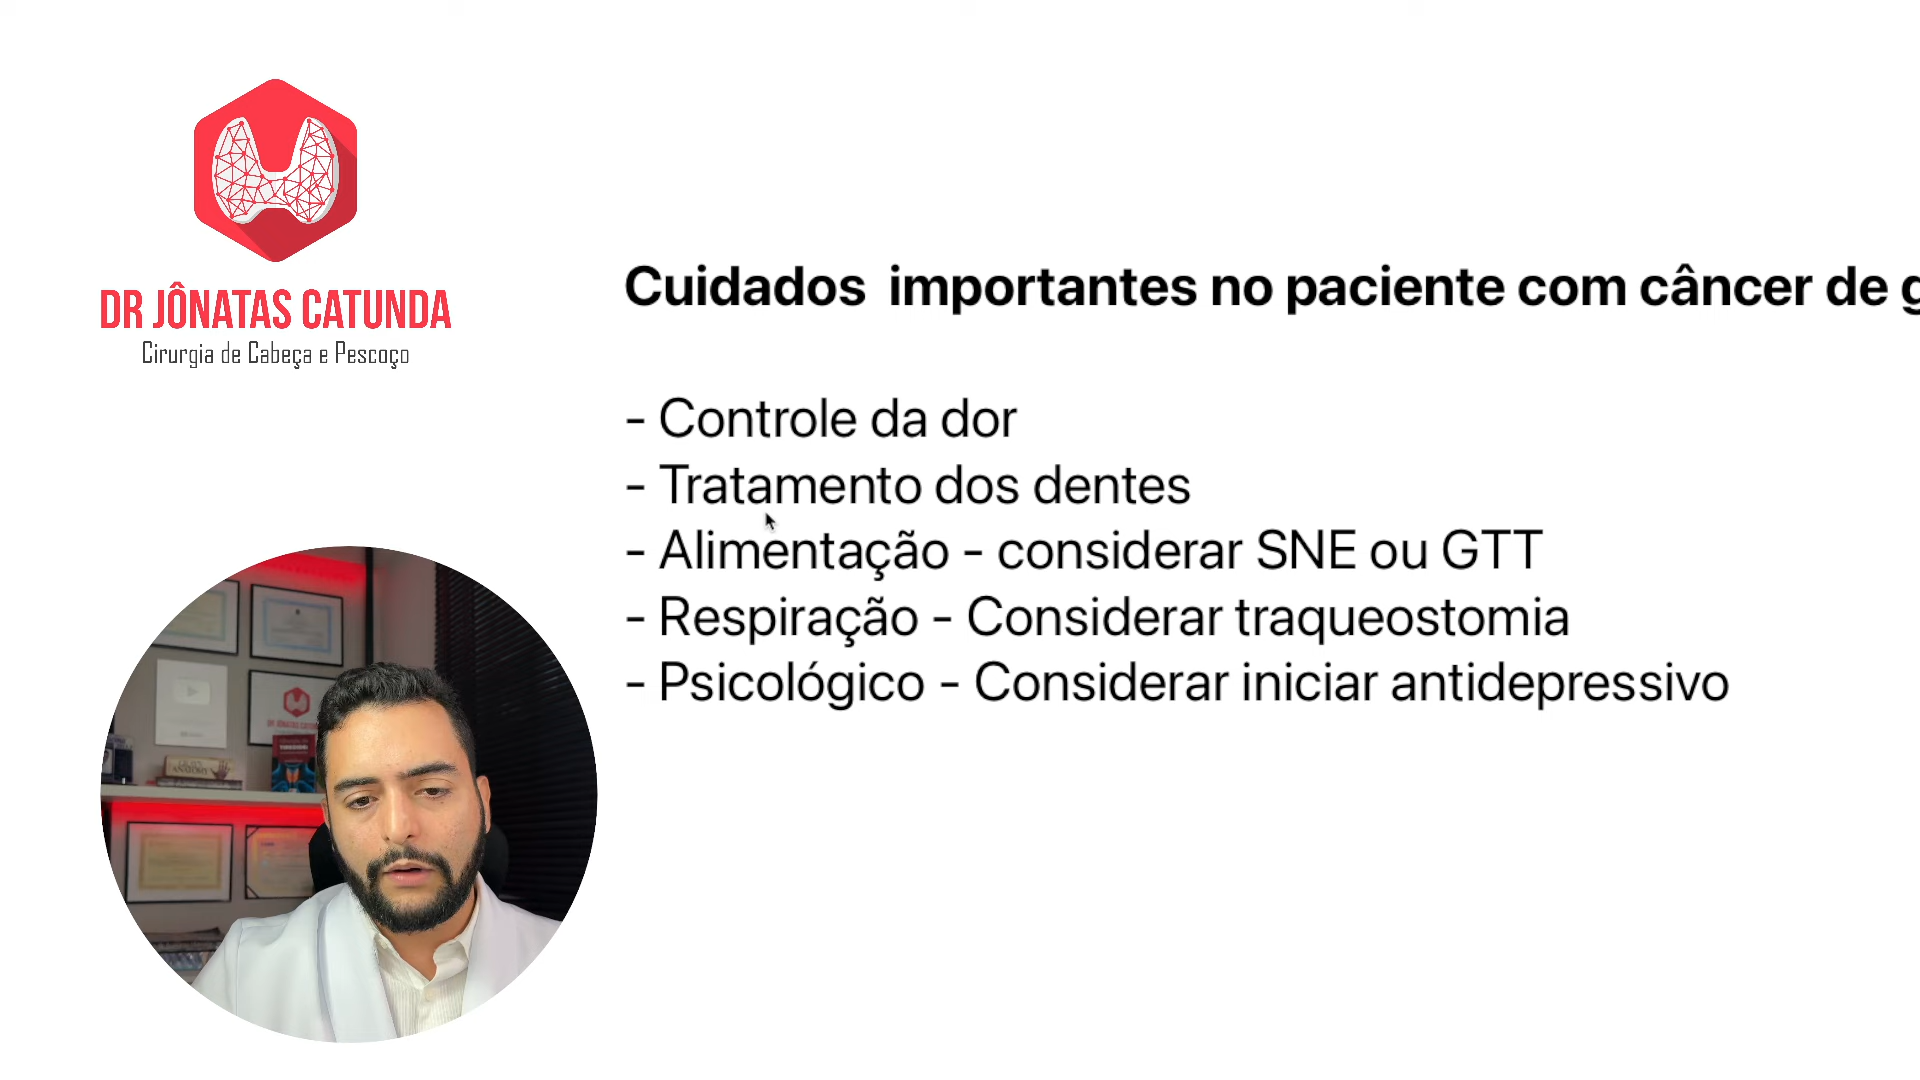 DR JÔNATAS CATUNDA
Cirurgia de Cabeça e Pescoço
Cuidados importantes no paciente com câncer de g
- Controle da dor
- Tratamento dos dentes
- Alimentação - considerar SNE ou GTT
- Respiração - Considerar traqueostomia
- Psicológico - Considerar iniciar antidepressivo